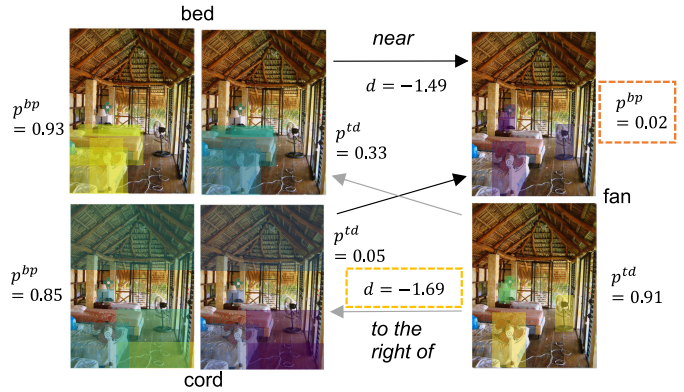 bed
near
d = −1.49
p^{bp}
= 0.93
p^{td}
= 0.33
p^{bp}
= 0.02
fan
p^{bp}
= 0.85
p^{td}
= 0.05
d = −1.69
p^{td}
= 0.91
to the
right of
cord